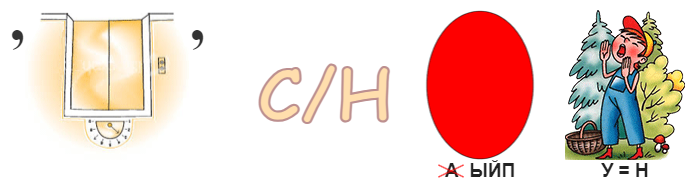 , ,
С/Н
А ЫЙП У = Н